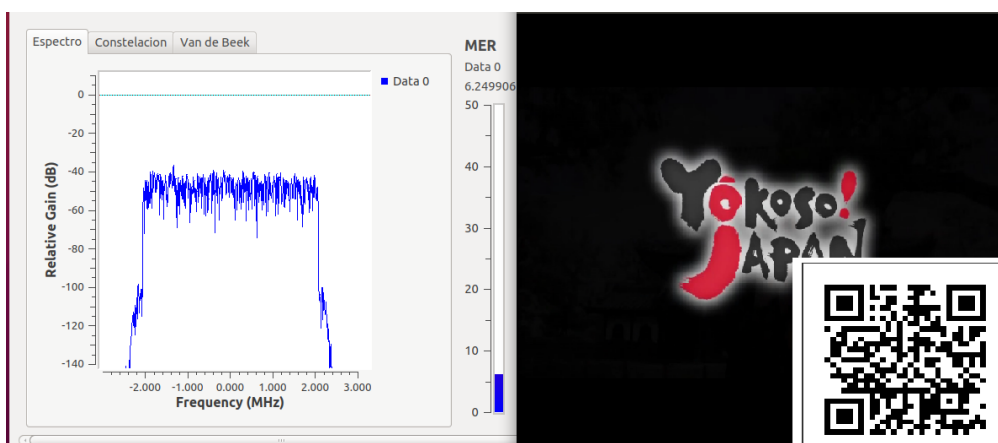 Espectro Constelacion Van de Beek
MER
Data 0
6.249906
Data 0
Relative Gain (dB)
0
-20
-40
-60
-80
-100
-120
-140
-2.000 -1.000 0.000 1.000 2.000 3.000
Frequency (MHz)
50
40
30
20
10
0
Yōkoso!
JAPAN